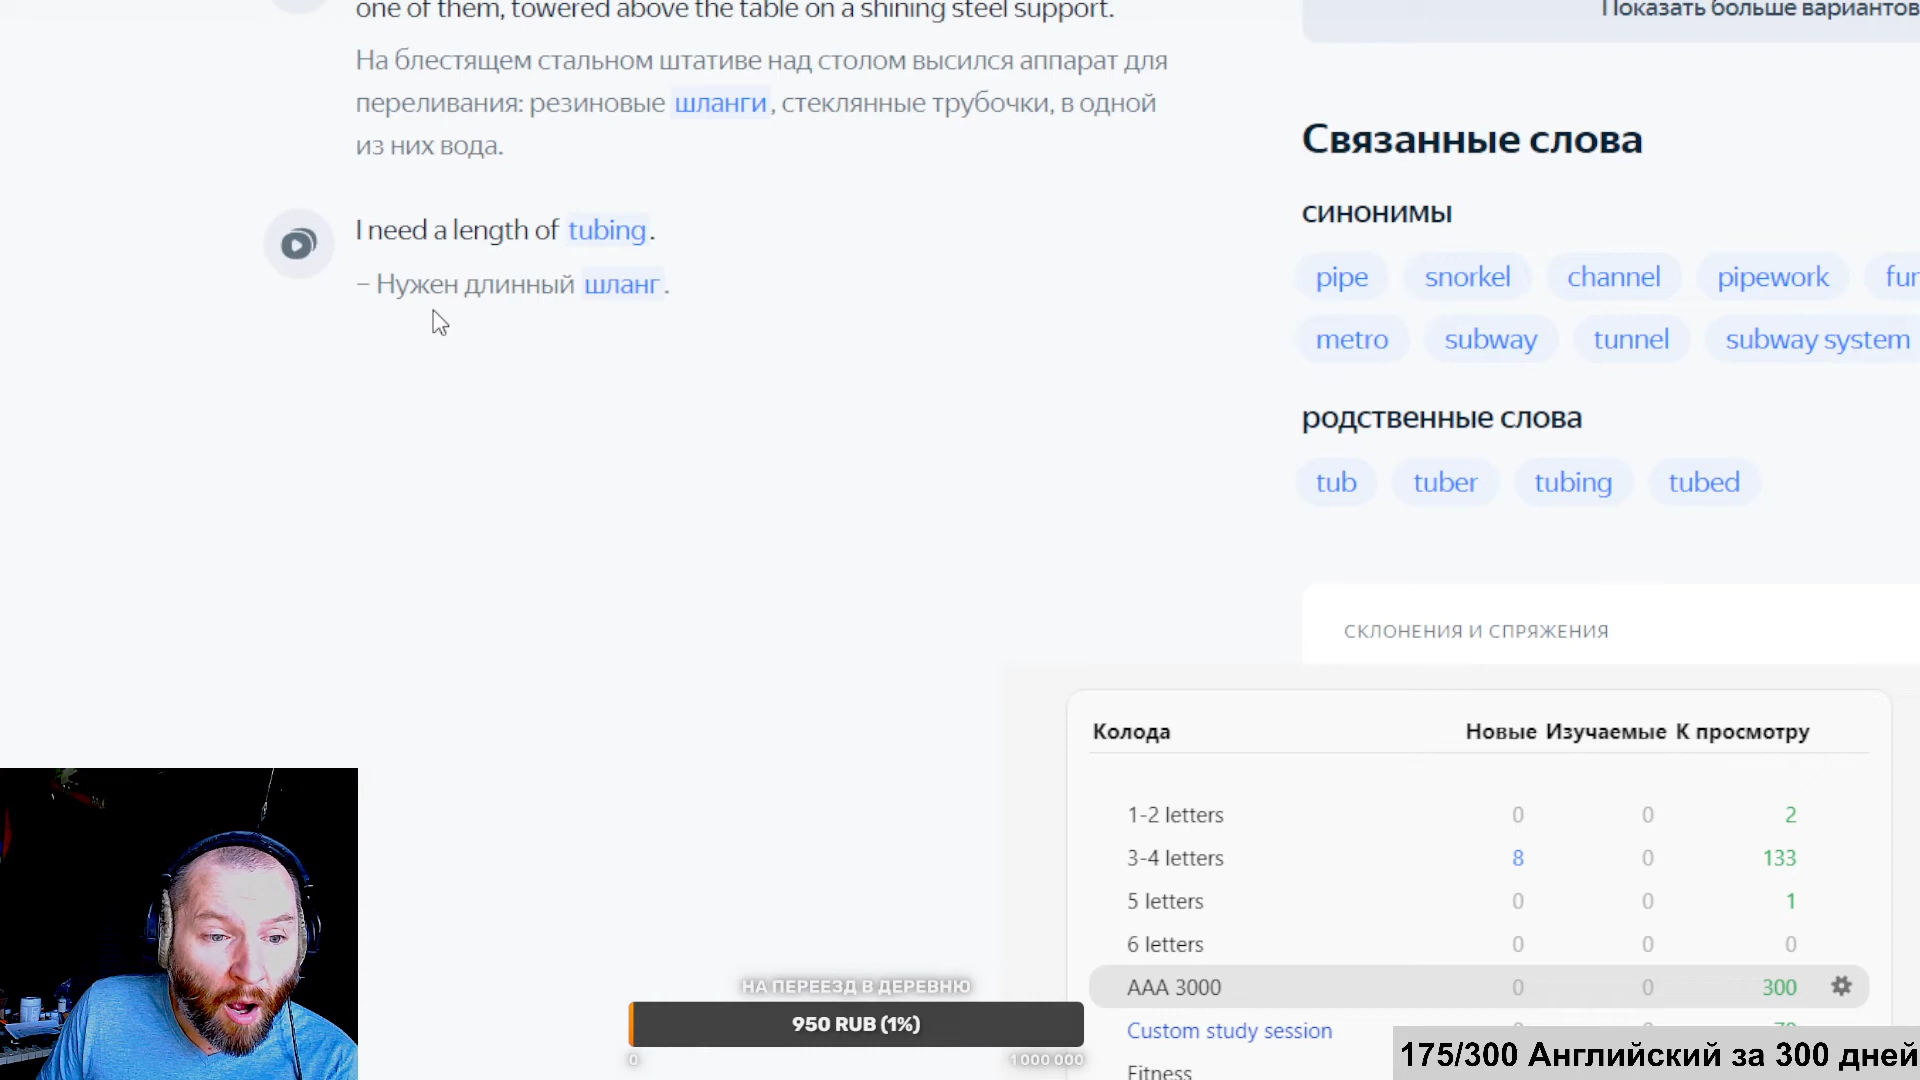 one of them, towered above the table on a shining steel support.
На блестящем стальном штативе над столом высился аппарат для
переливания: резиновые шланги, стеклянные трубочки, в одной
из них вода.
I need a length of tubing.
– Нужен длинный шланг.
Показать больше вариантов
Связанные слова
синонимы
pipe snorkel channel pipework
metro subway tunnel subway system
родственные слова
tub tuber tubing tubed
СКЛОНЕНИЯ И СПРЯЖЕНИЯ
Колода Новые Изучаемые К просмотру
1-2 letters 0 0 2
3-4 letters 8 0 133
5 letters 0 0 1
6 letters 0 0 0
AAA 3000 0 0 300
Custom study session
Fitness
НА ПЕРЕЕЗД В ДЕРЕВНЮ
950 RUB (1%)
0 1 000 000
175/300 Английский за 300 дней